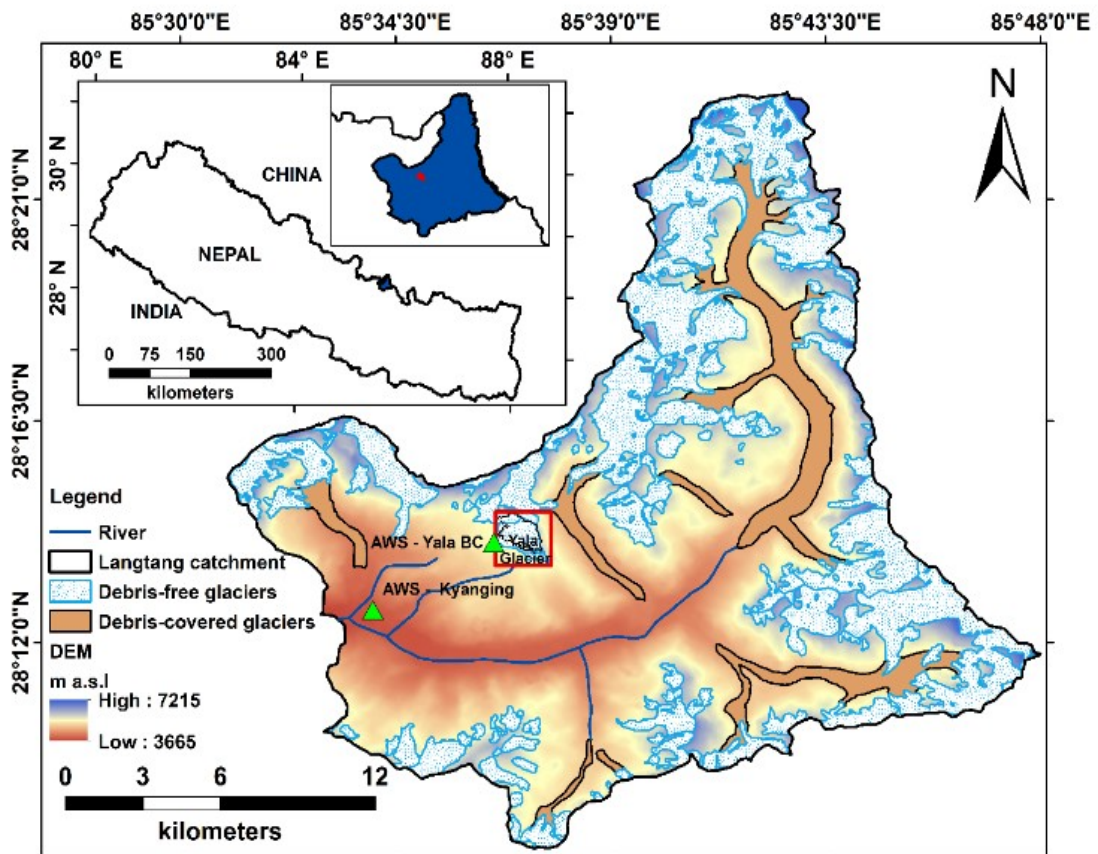 85°30'0"E 85°34'30"E 85°39'0"E 85°43'30"E 85°48'0"E
80° E 84° E 88° E
N
CHINA
30° N
28°21'0"N
NEPAL
28° N
INDIA
0 75 150 300
kilometers
28°16'30"N
Legend
River
Langtang catchment
Debris-free glaciers
Debris-covered glaciers
DEM
m a.s.l
High : 7215
Low : 3665
AWS - Yala BC
Yala
Glacier
AWS - Kyanging
28°12'0"N
0 3 6 12
kilometers